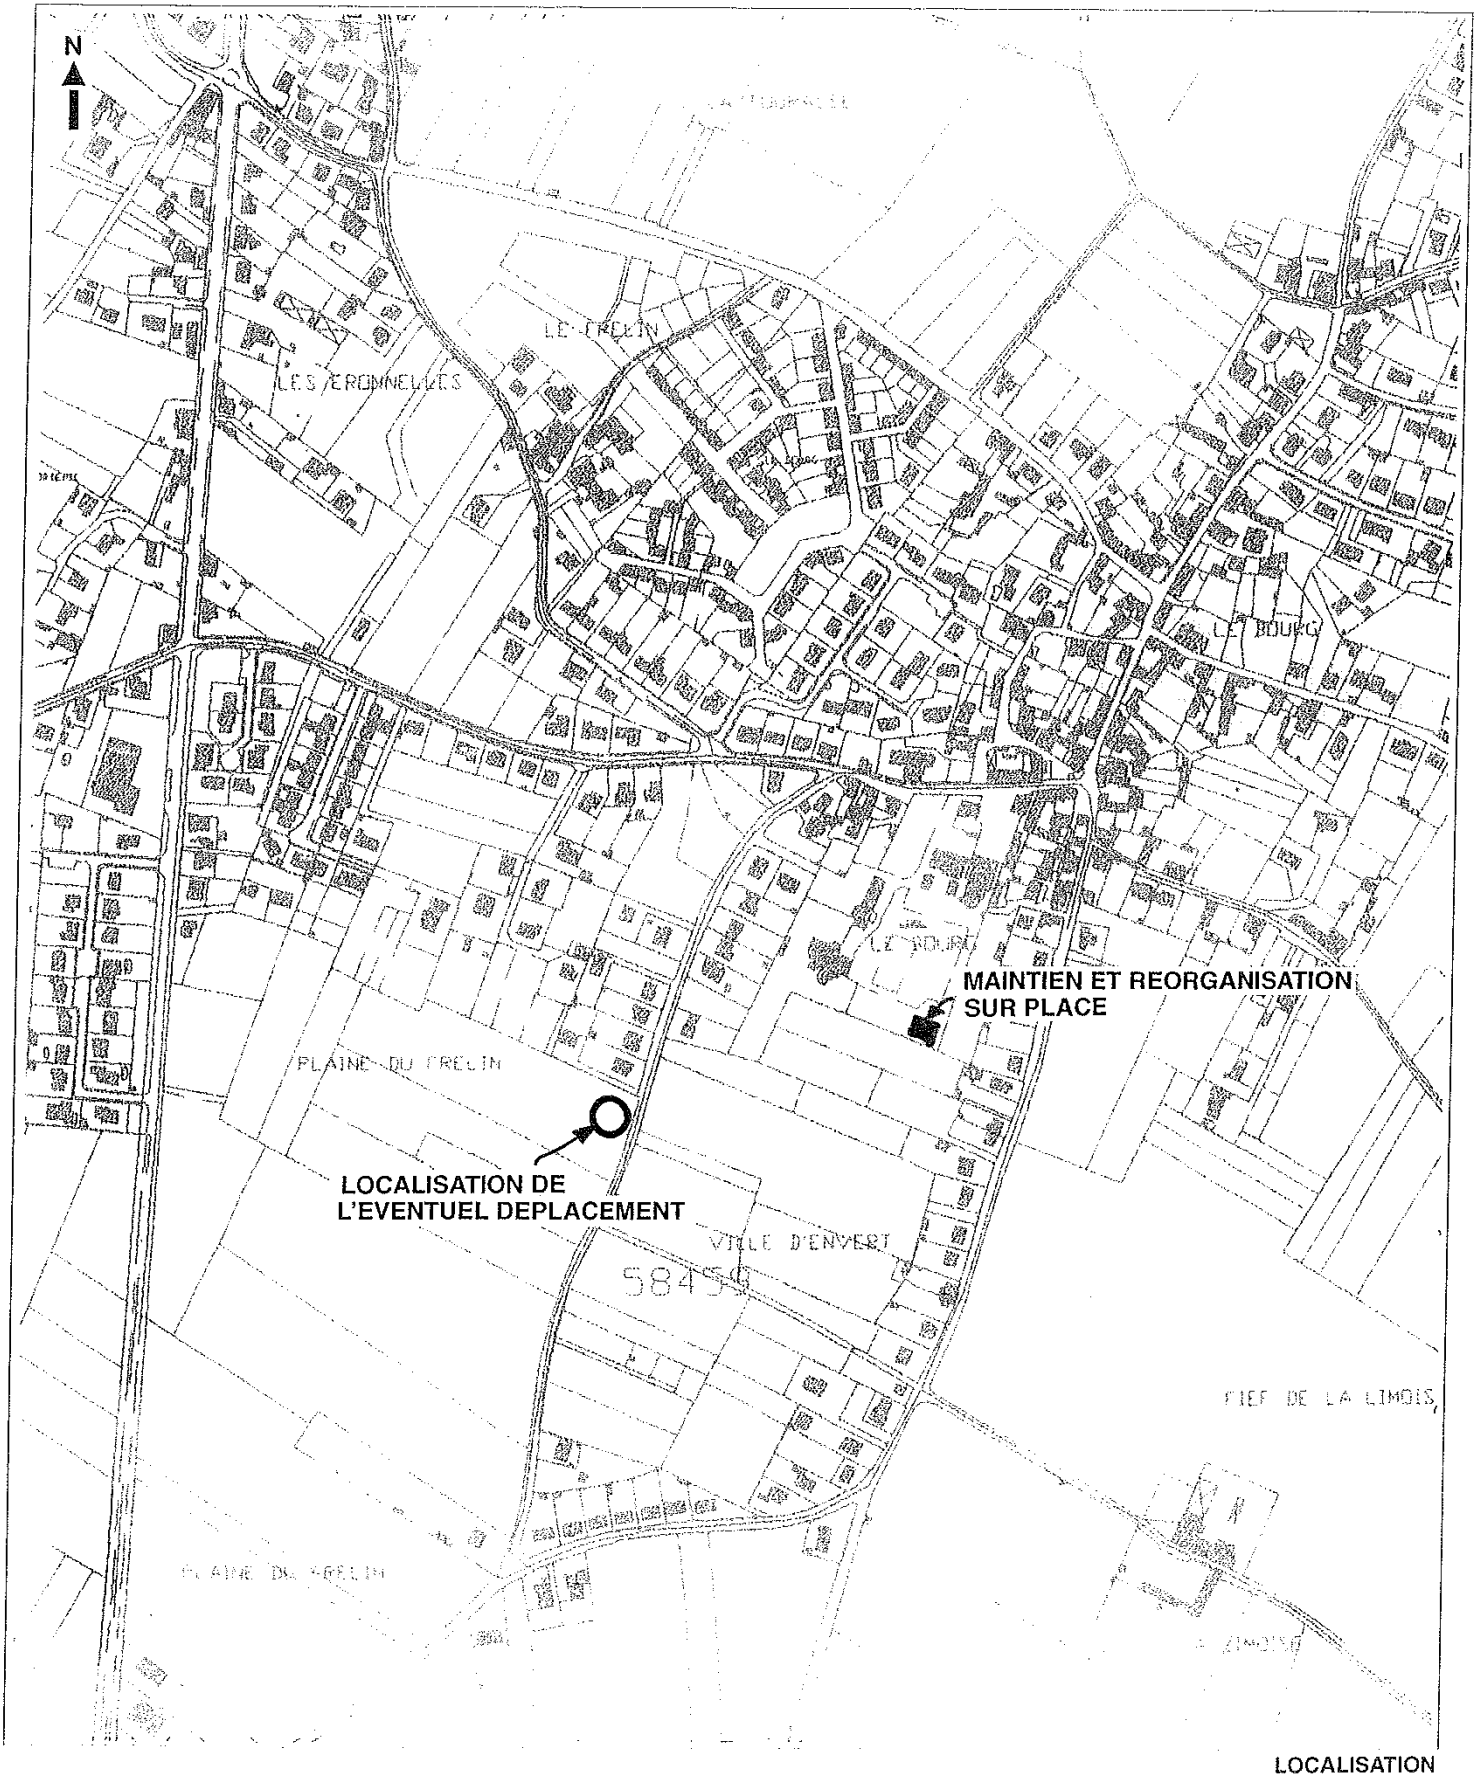 N
LE FRELIN
LES ERONNELLES
LE BOURG
LE BOURG
MAINTIEN ET REORGANISATION
SUR PLACE
PLAINE DU FRELIN
LOCALISATION DE
L'EVENTUEL DEPLACEMENT
VILLE D'ENVERT
58459
FIEF DE LA LIMOIS,
PLAINE DU FRELIN
LOCALISATION